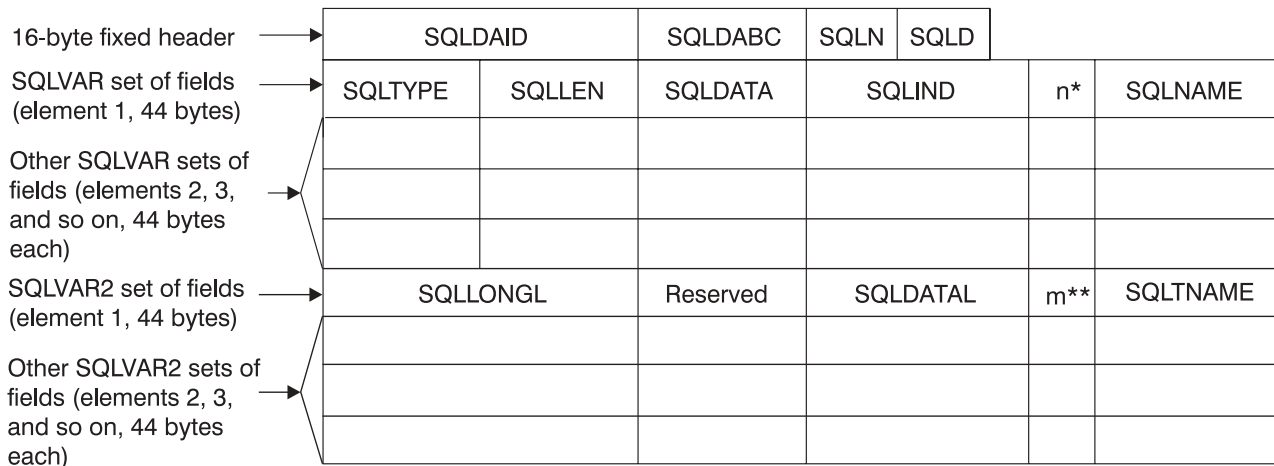 16-byte fixed header
SQLDAID SQLDABC SQLN SQLD
SQLVAR set of fields
(element 1, 44 bytes)
SQLTYPE SQLLEN SQLDATA SQLIND n* SQLNAME
Other SQLVAR sets of
fields (elements 2, 3,
and so on, 44 bytes
each)
SQLVAR2 set of fields
(element 1, 44 bytes)
SQLLONGL Reserved SQLDATAL m** SQLTNAME
Other SQLVAR2 sets of
fields (elements 2, 3,
and so on, 44 bytes
each)